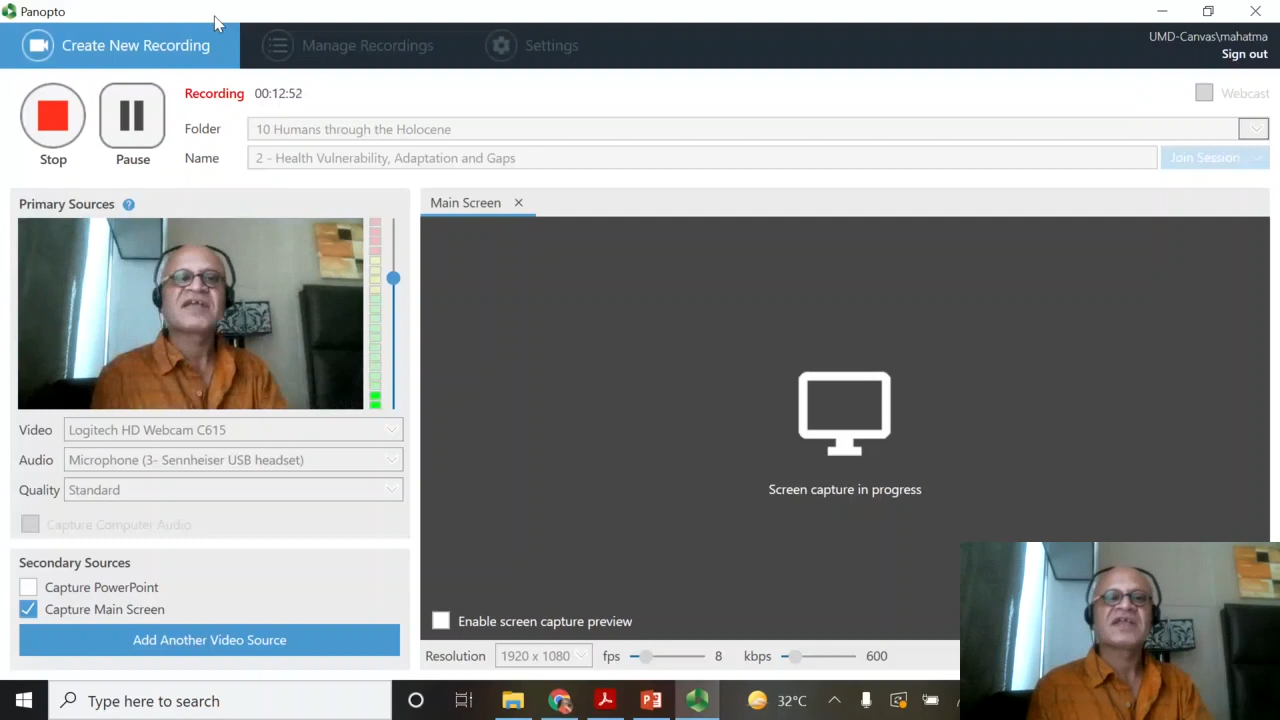 Panopto
Create New Recording
Manage Recordings
Settings
UMD-Canvas\mahatma
Sign out
Recording 00:12:52
Webcast
Folder 10 Humans through the Holocene
Stop Pause Name 2 - Health Vulnerability, Adaptation and Gaps Join Session
Primary Sources ?
Main Screen
Video Logitech HD Webcam C615
Audio Microphone (3- Sennheiser USB headset)
Quality Standard
Capture Computer Audio
Screen capture in progress
Secondary Sources
Capture PowerPoint
Capture Main Screen
Add Another Video Source
Enable screen capture preview
Resolution 1920 x 1080 fps 8 kbps 600
Type here to search
32°C